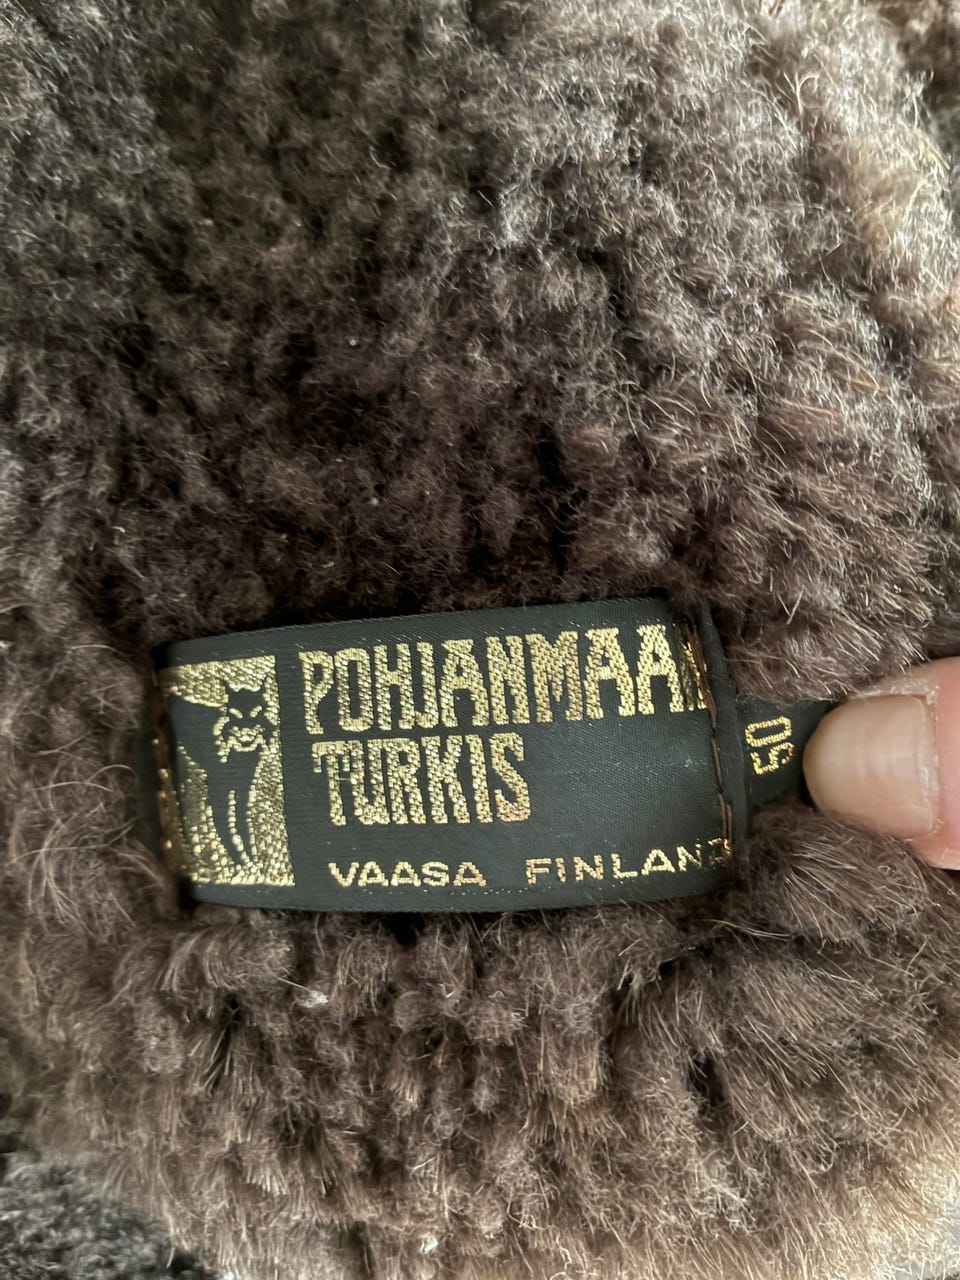 POHJANMAAN
TURKIS
VAASA FINLAND
50